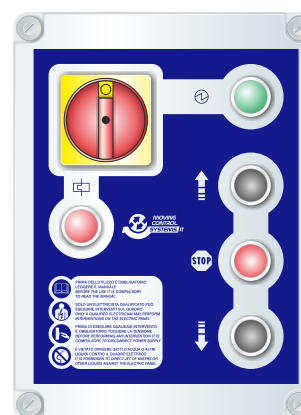 MOVING
CONTROL
SYSTEMS.it
STOP
PRIMA DELL'UTILIZZO È OBBLIGATORIO
LEGGERE IL MANUALE
BEFORE THE USE IT IS COMPULSORY
TO READ THE MANUAL
SOLO UN'ELETTRICISTA QUALIFICATO PUÒ
ESEGUIRE INTERVENTI SUL QUADRO
ONLY A QUALIFIED ELECTRICIAN MAY PERFORM
INTERVENTIONS ON THE ELECTRIC PANEL
PRIMA DI ESEGUIRE QUALSIASI INTERVENTO
È OBBLIGATORIO TOGLIERE LA TENSIONE
BEFORE PERFORMING ANY INTERVENTION IT IS
COMPULSORY TO DISCONNECT POWER SUPPLY
È VIETATO DIRIGERE GETTI D'ACQUA O ALTRI
LIQUIDI CONTRO IL QUADRO ELETTRICO
IT IS FORBIDDEN TO DIRECT JET OF WATERS OR
OTHER LIQUIDS AGAINST THE ELECTRIC PANEL